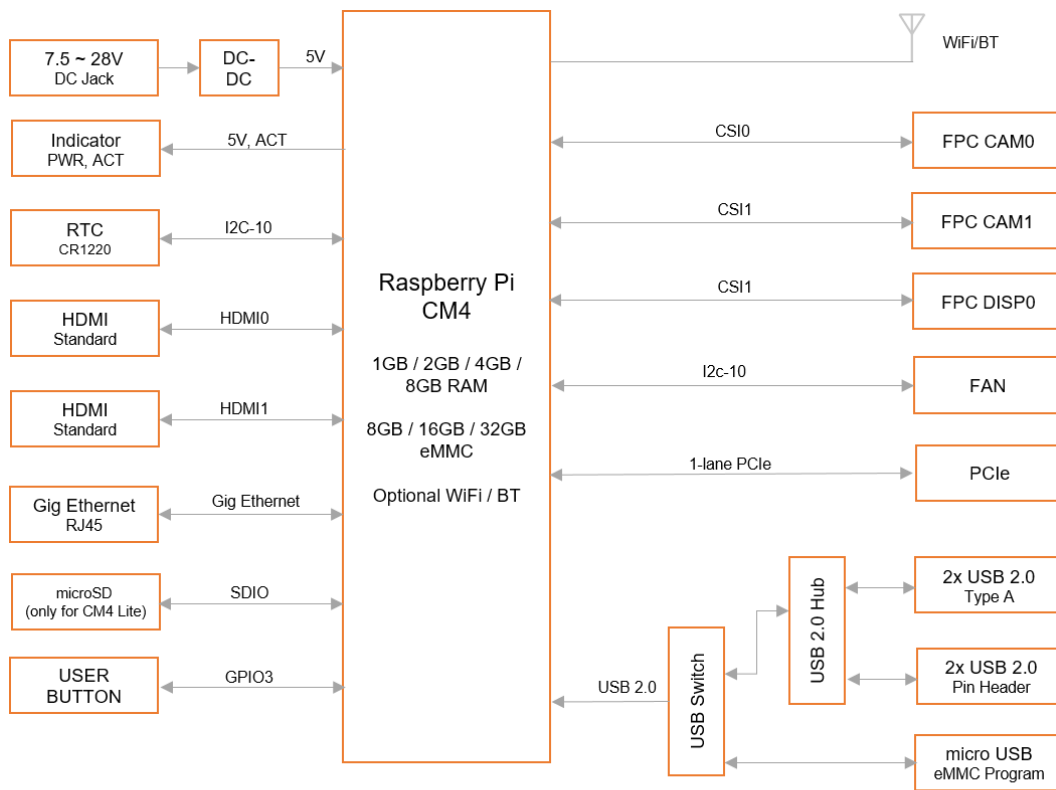 7.5 ~ 28V
DC Jack
DC-
DC
5V
Indicator
PWR, ACT
5V, ACT
RTC
CR1220
I2C-10
HDMI
Standard
HDMI0
HDMI
Standard
HDMI1
Gig Ethernet
RJ45
Gig Ethernet
microSD
(only for CM4 Lite)
SDIO
USER
BUTTON
GPIO3
Raspberry Pi
CM4
1GB / 2GB / 4GB /
8GB RAM
8GB / 16GB / 32GB
eMMC
Optional WiFi / BT
WiFi/BT
CSI0
FPC CAM0
CSI1
FPC CAM1
CSI1
FPC DISP0
I2c-10
FAN
1-lane PCIe
PCIe
USB 2.0
USB Switch
USB 2.0 Hub
2x USB 2.0
Type A
2x USB 2.0
Pin Header
micro USB
eMMC Program